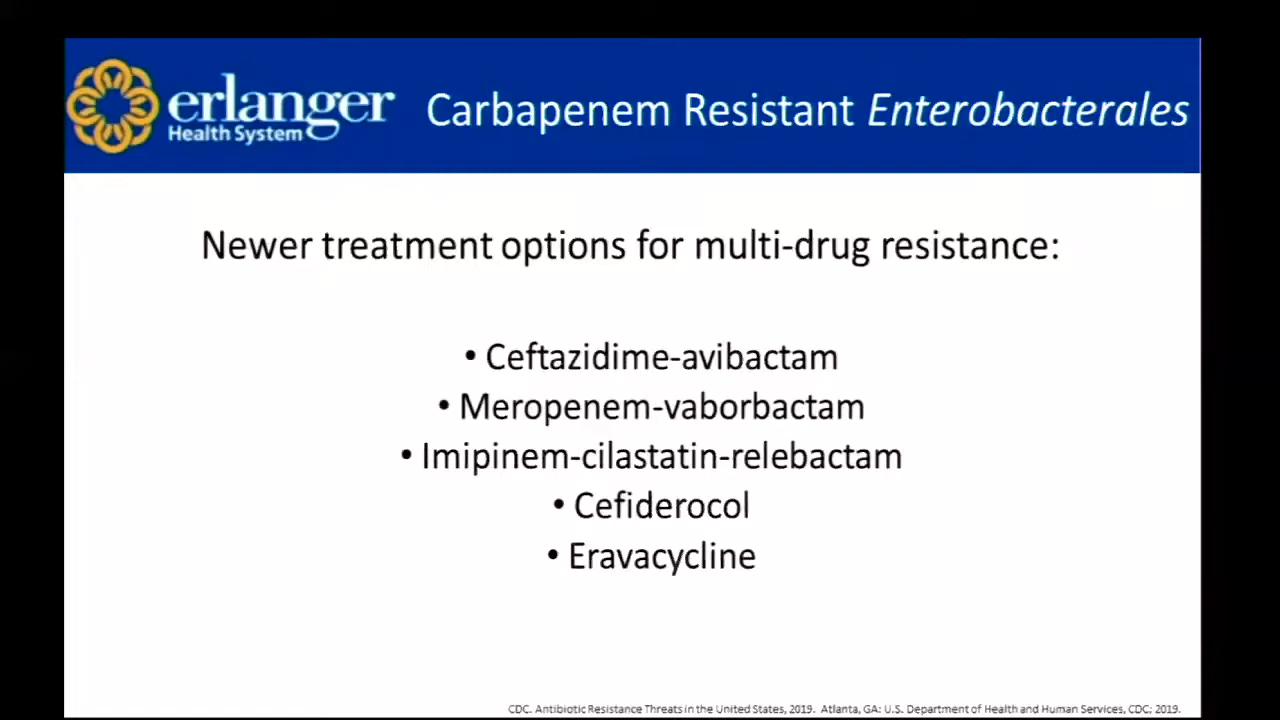 erlanger
Health System
Carbapenem Resistant Enterobacterales
Newer treatment options for multi-drug resistance:
• Ceftazidime-avibactam
• Meropenem-vaborbactam
• Imipinem-cilastatin-relebactam
• Cefiderocol
• Eravacycline
CDC. Antibiotic Resistance Threats in the United States, 2019. Atlanta, GA: U.S. Department of Health and Human Services, CDC; 2019.